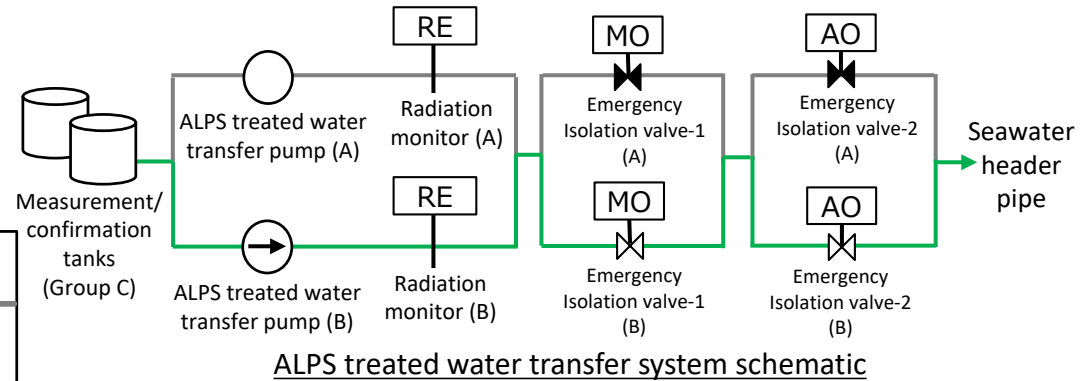 RE
MO
AO
ALPS treated water
transfer pump (A)
Radiation
monitor (A)
Emergency
Isolation valve-1
(A)
Emergency
Isolation valve-2
(A)
Seawater
header
pipe
Measurement/
confirmation
tanks
(Group C)
RE
MO
AO
ALPS treated water
transfer pump (B)
Radiation
monitor (B)
Emergency
Isolation valve-1
(B)
Emergency
Isolation valve-2
(B)
ALPS treated water transfer system schematic